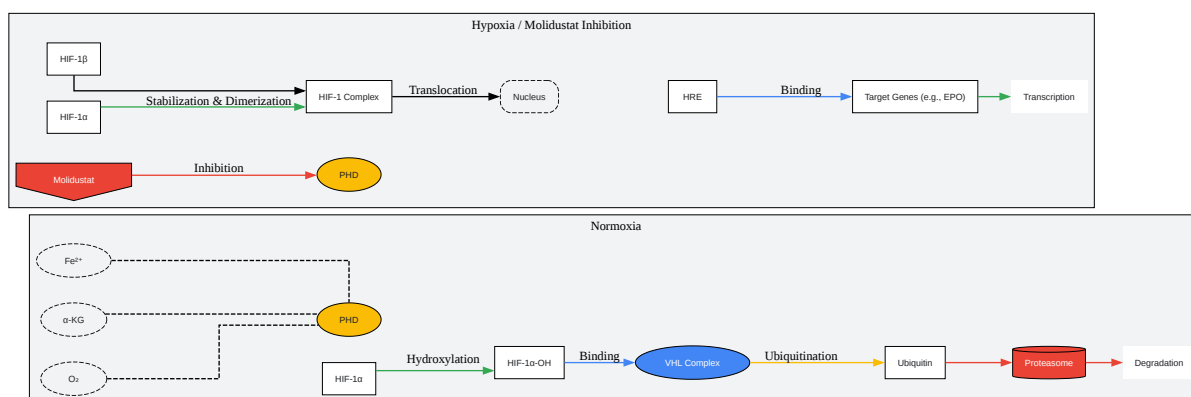 Hypoxia / Molidustat Inhibition
HIF-1β
HIF-1α
Stabilization & Dimerization
HIF-1 Complex
Translocation
Nucleus
HRE
Binding
Target Genes (e.g., EPO)
Transcription
Molidustat
Inhibition
PHD
Normoxia
Fe²⁺
α-KG
O₂
PHD
HIF-1α
Hydroxylation
HIF-1α-OH
Binding
VHL Complex
Ubiquitination
Ubiquitin
Proteasome
Degradation